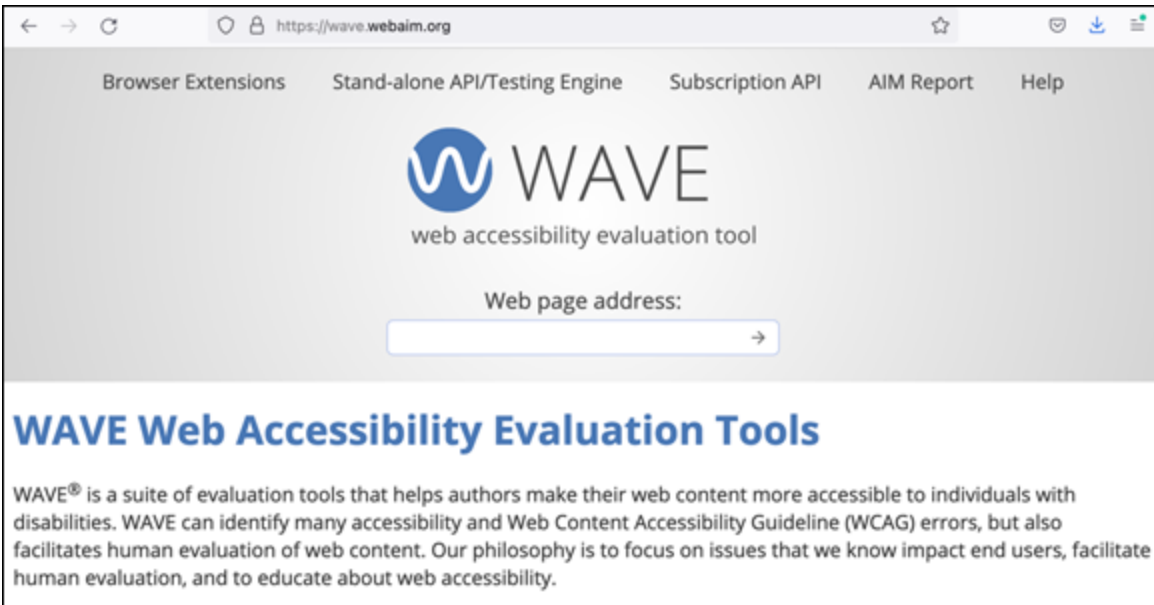 https://wave.webaim.org
Browser Extensions Stand-alone API/Testing Engine Subscription API AIM Report Help
WAVE
web accessibility evaluation tool
Web page address:
WAVE Web Accessibility Evaluation Tools
WAVE® is a suite of evaluation tools that helps authors make their web content more accessible to individuals with
disabilities. WAVE can identify many accessibility and Web Content Accessibility Guideline (WCAG) errors, but also
facilitates human evaluation of web content. Our philosophy is to focus on issues that we know impact end users, facilitate
human evaluation, and to educate about web accessibility.